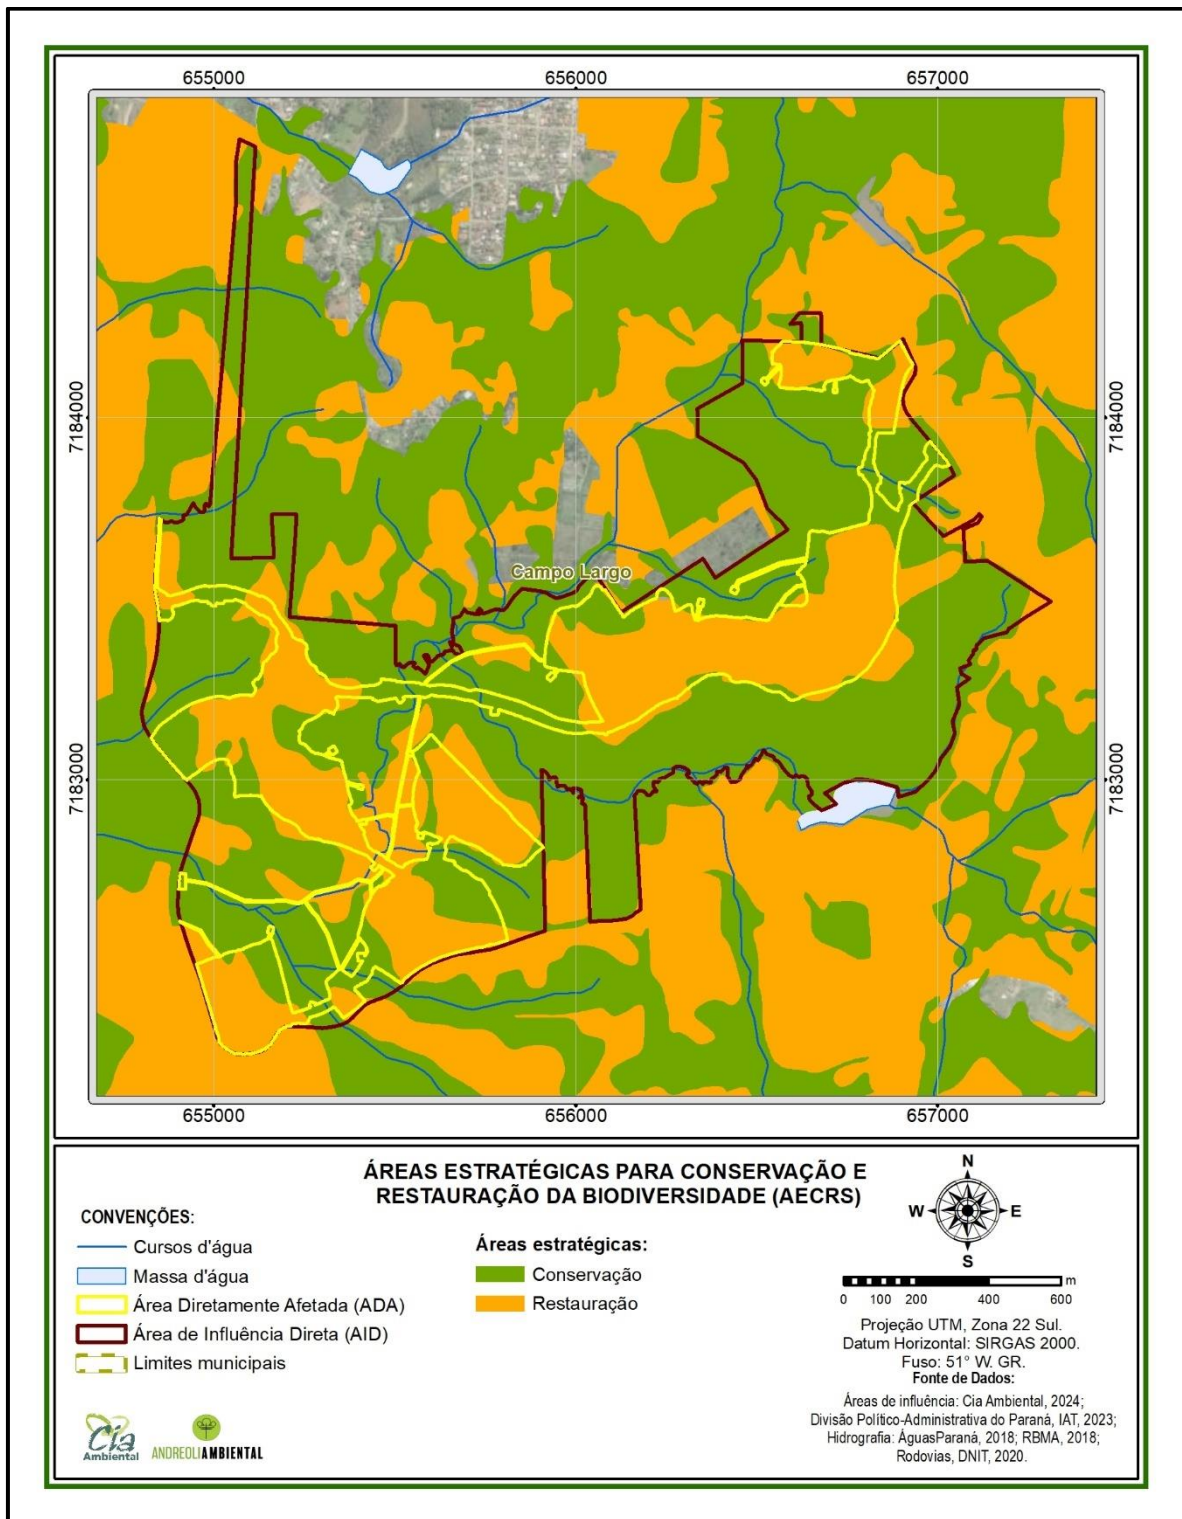 655000
656000
657000
7184000
7184000
Campo Largo
7183000
7183000
655000
656000
657000
ÁREAS ESTRATÉGICAS PARA CONSERVAÇÃO E
RESTAURAÇÃO DA BIODIVERSIDADE (AECRS)
CONVENÇÕES:
Cursos d'água
Massa d'água
Área Diretamente Afetada (ADA)
Área de Influência Direta (AID)
Limites municipais
Áreas estratégicas:
Conservação
Restauração
N
W
E
S
m
0 100 200 400 600
Projeção UTM, Zona 22 Sul.
Datum Horizontal: SIRGAS 2000.
Fuso: 51° W. GR.
Fonte de Dados:
Áreas de influência: Cia Ambiental, 2024;
Divisão Político-Administrativa do Paraná, IAT, 2023;
Hidrografia: ÁguasParaná, 2018; RBMA, 2018;
Rodovias, DNIT, 2020.
Cia
Ambiental
ANDREOLIAMBIENTAL